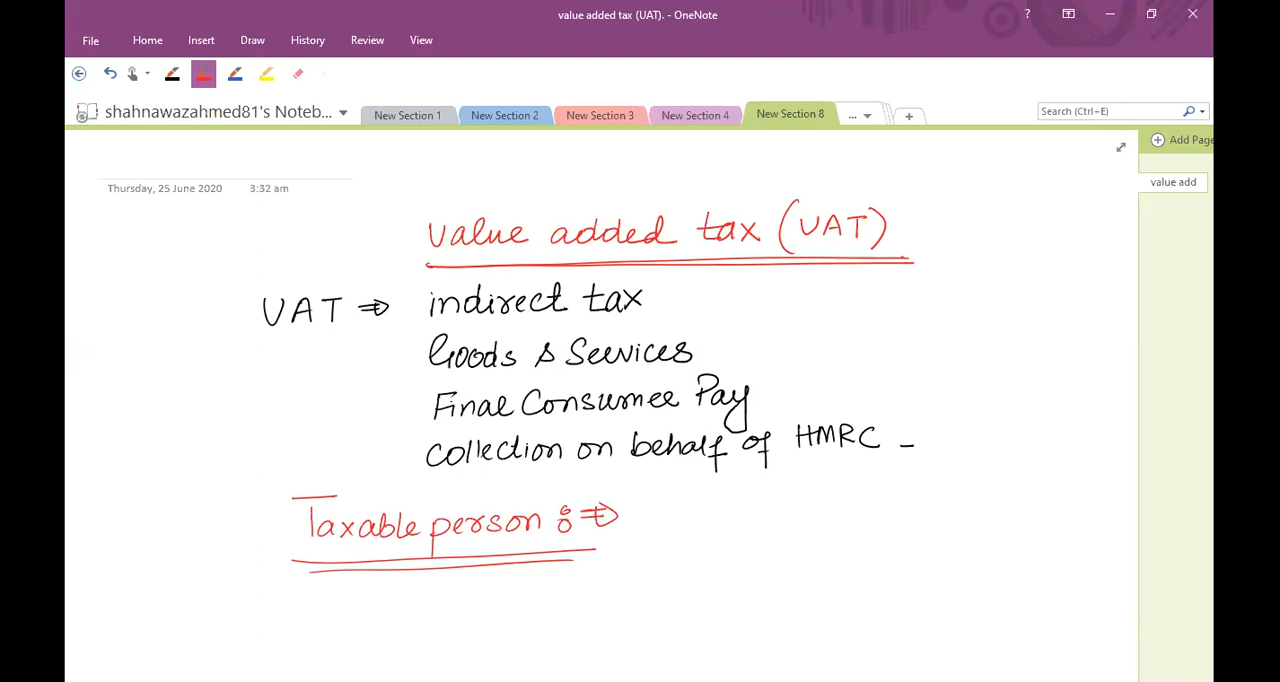 value added tax (UAT). - OneNote
?
File Home Insert Draw History Review View
shahnawazahmed81's Noteb...
New Section 1 New Section 2 New Section 3 New Section 4 New Section 8 ... +
Search (Ctrl+E)
Add Page
value add
Thursday, 25 June 2020 3:32 am
value added tax (VAT)
VAT ⇒ indirect tax
Goods & Services
Final Consumer Pay
collection on behalf of HMRC -
Taxable person : ⇒